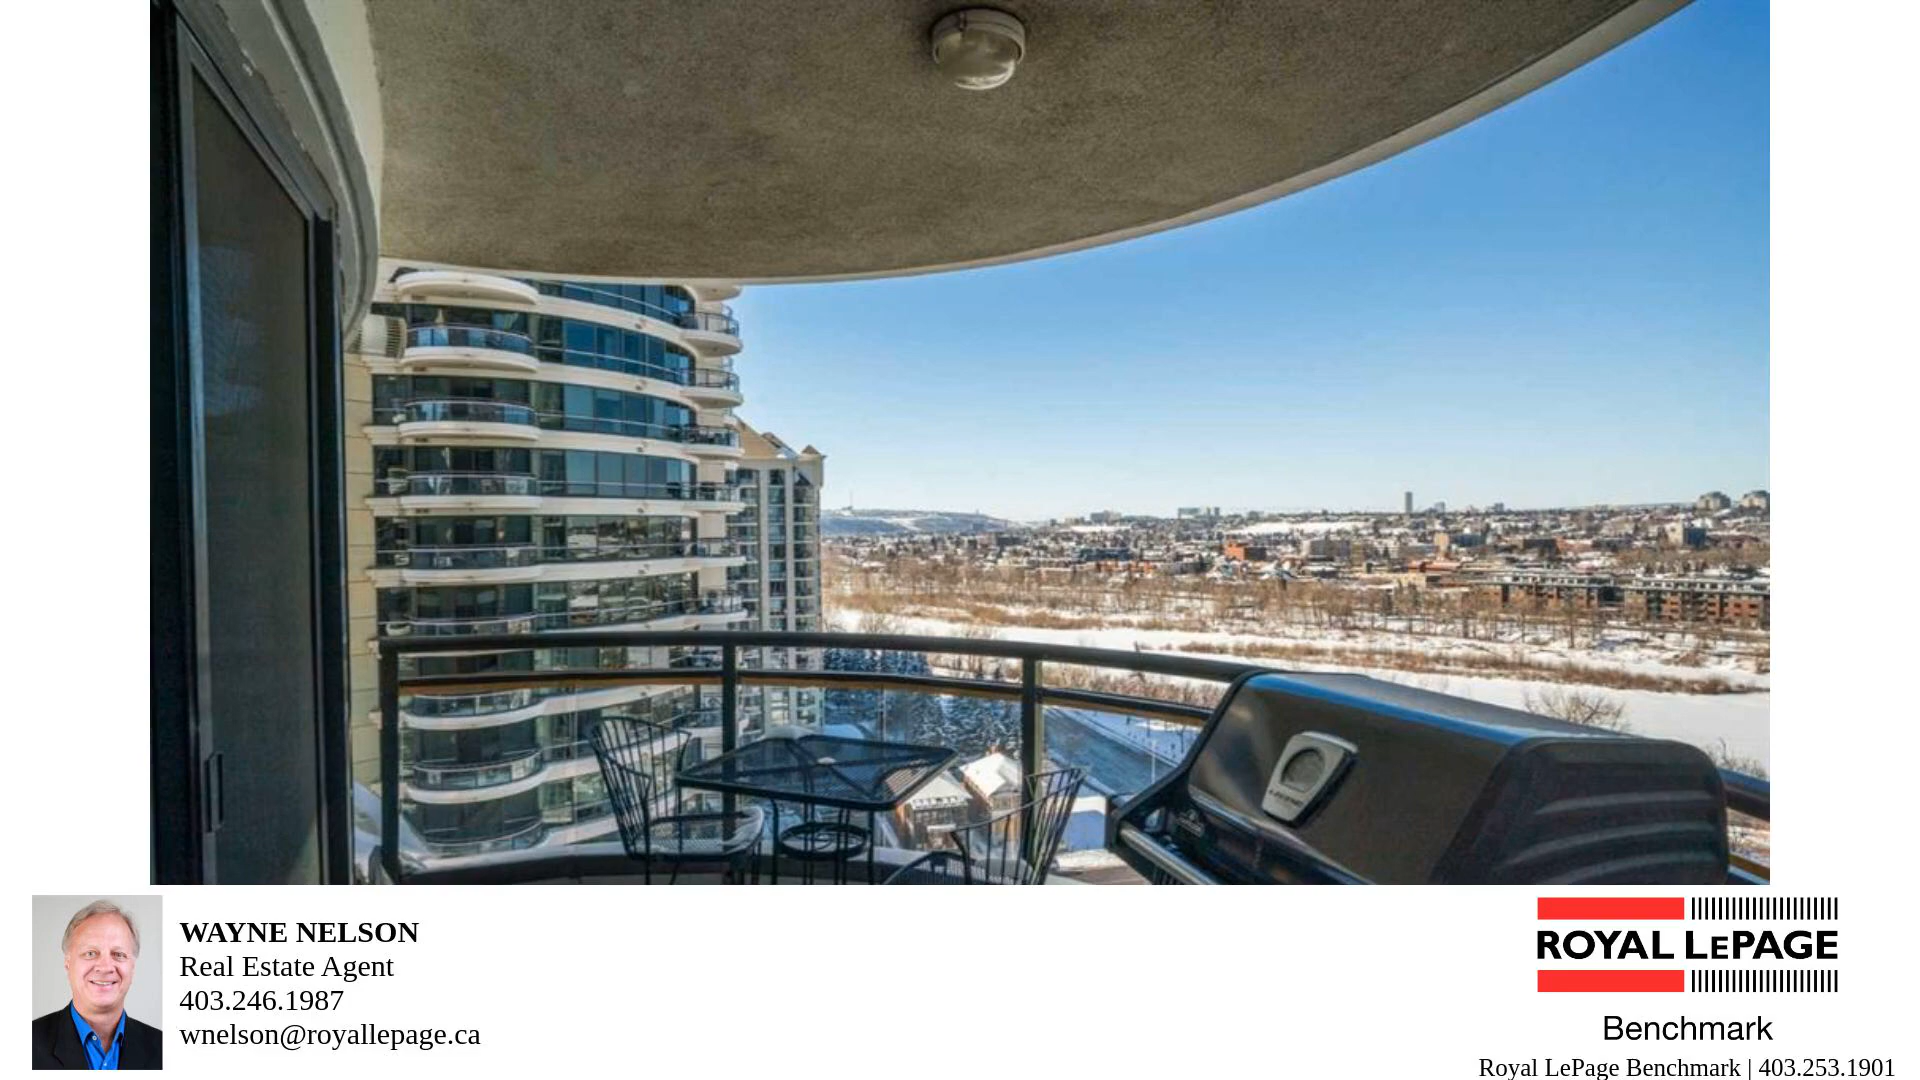 WAYNE NELSON
Real Estate Agent
403.246.1987
wnelson@royallepage.ca
ROYAL LEPAGE
Benchmark
Royal LePage Benchmark | 403.253.1901